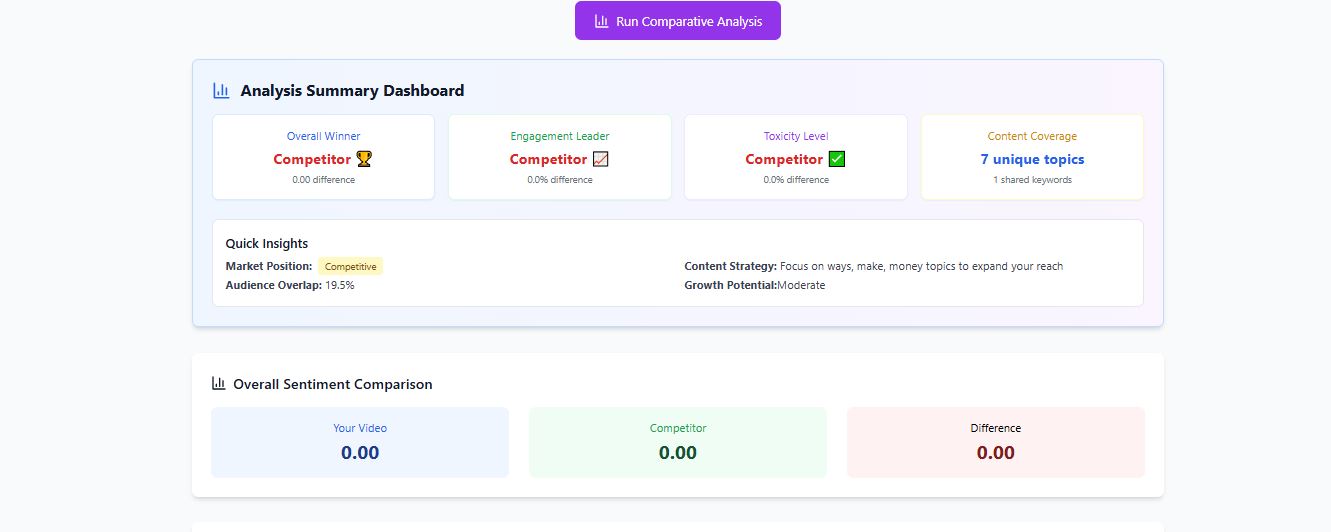 Run Comparative Analysis
Analysis Summary Dashboard
Overall Winner
Competitor 🏆
0.00 difference
Engagement Leader
Competitor 📈
0.0% difference
Toxicity Level
Competitor ✅
0.0% difference
Content Coverage
7 unique topics
1 shared keywords
Quick Insights
Market Position: Competitive
Audience Overlap: 19.5%
Content Strategy: Focus on ways, make, money topics to expand your reach
Growth Potential:Moderate
Overall Sentiment Comparison
Your Video
0.00
Competitor
0.00
Difference
0.00